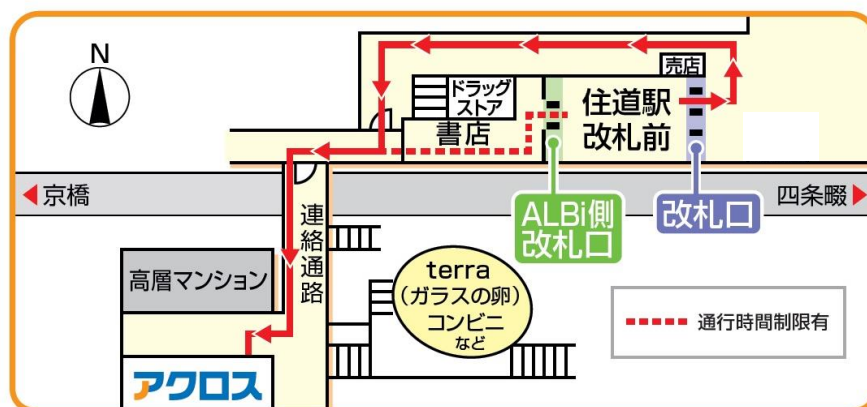 N
売店
ドラッグ
ストア
書店
住道駅
改札前
京橋
四条畷
ALBi側
改札口
改札口
連絡通路
高層マンション
terra
(ガラスの卵)
コンビニ
など
通行時間制限有
アクロス